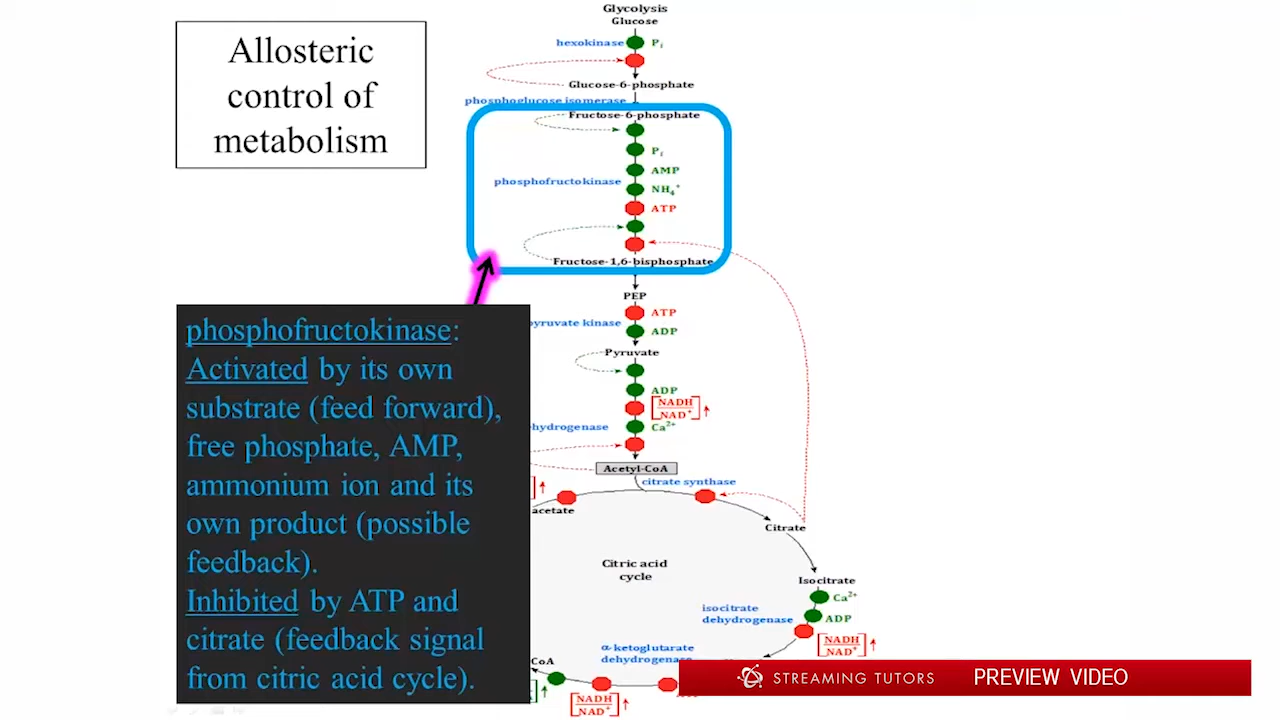 Allosteric
control of
metabolism
Glycolysis
Glucose
hexokinase
Pi
Glucose-6-phosphate
phosphoglucose isomerase
Fructose-6-phosphate
Pi
AMP
phosphofructokinase
NH4+
ATP
Fructose-1,6-bisphosphate
PEP
ATP
pyruvate kinase
ADP
Pyruvate
ADP
[NADH/NAD+]
Ca2+
Acetyl-CoA
citrate synthase
acetate
Citrate
Citric acid
cycle
Isocitrate
Ca2+
isocitrate
dehydrogenase
ADP
[NADH/NAD+]
α-ketoglutarate
dehydrogenase
CoA
[NADH/NAD+]
phosphofructokinase:
Activated by its own
substrate (feed forward),
free phosphate, AMP,
ammonium ion and its
own product (possible
feedback).
Inhibited by ATP and
citrate (feedback signal
from citric acid cycle).
STREAMING TUTORS PREVIEW VIDEO